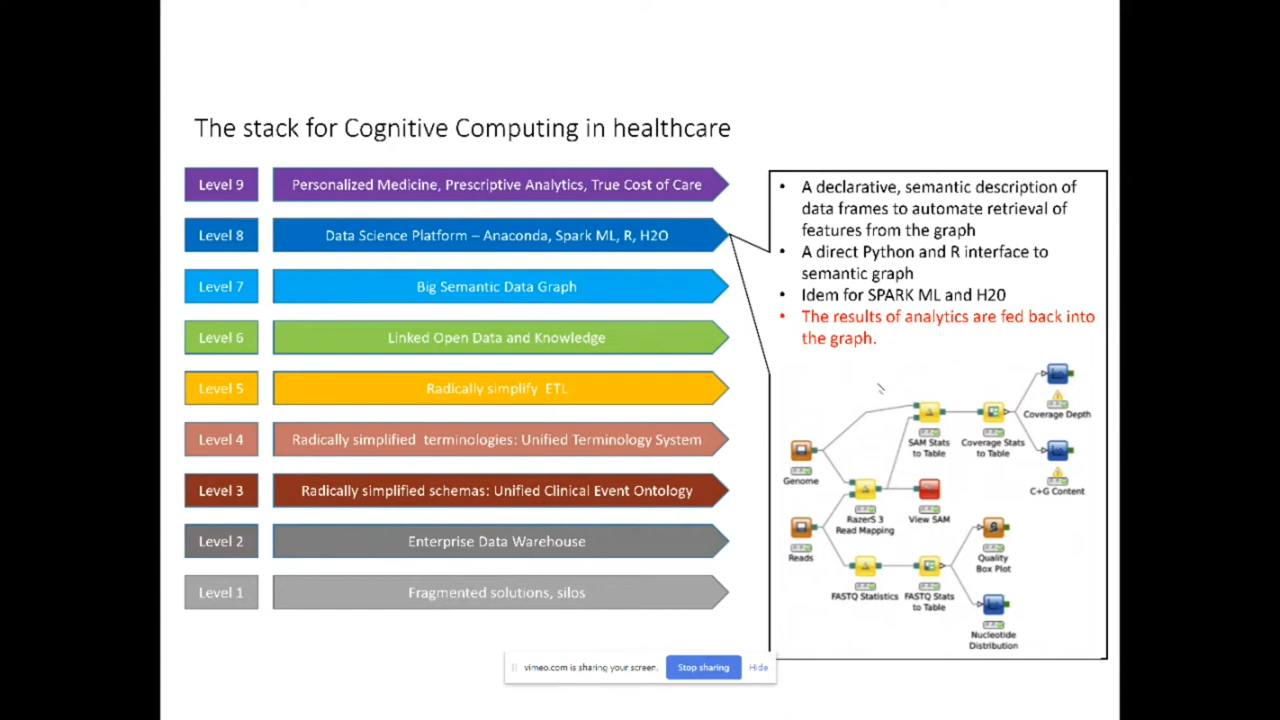 The stack for Cognitive Computing in healthcare
Level 9
Personalized Medicine, Prescriptive Analytics, True Cost of Care
Level 8
Data Science Platform – Anaconda, Spark ML, R, H2O
Level 7
Big Semantic Data Graph
Level 6
Linked Open Data and Knowledge
Level 5
Radically simplify ETL
Level 4
Radically simplified terminologies: Unified Terminology System
Level 3
Radically simplified schemas: Unified Clinical Event Ontology
Level 2
Enterprise Data Warehouse
Level 1
Fragmented solutions, silos
• A declarative, semantic description of
data frames to automate retrieval of
features from the graph
• A direct Python and R interface to
semantic graph
• Idem for SPARK ML and H20
• The results of analytics are fed back into
the graph.
Genome
Reads
RazerS 3
Read Mapping
SAM Stats
to Table
Coverage Stats
to Table
Coverage Depth
C+G Content
View SAM
FASTQ Statistics
FASTQ Stats
to Table
Quality
Box Plot
Nucleotide
Distribution
vimeo.com is sharing your screen.
Stop sharing
Hide